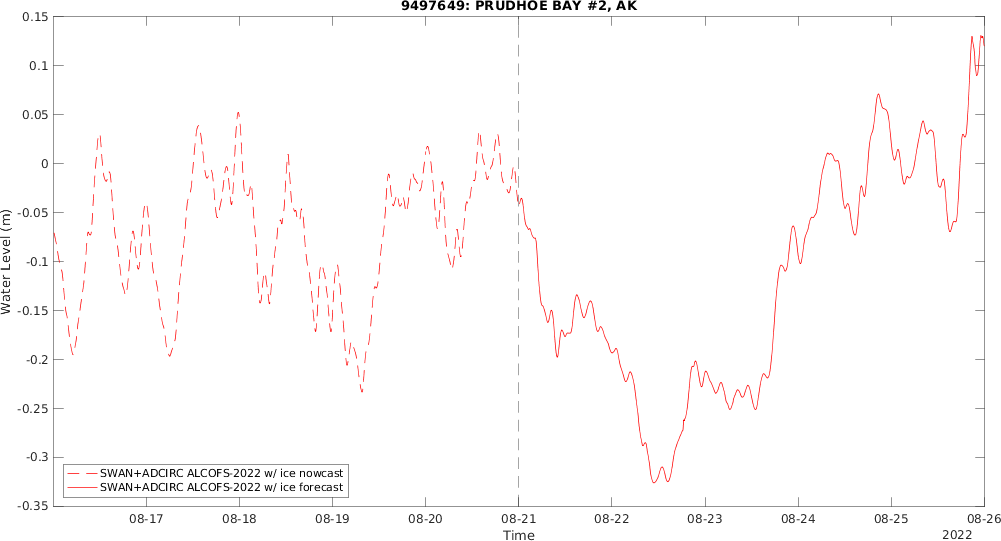 9497649: PRUDHOE BAY #2, AK
0.15
0.1
0.05
0
-0.05
-0.1
-0.15
-0.2
-0.25
-0.3
-0.35
Water Level (m)
SWAN+ADCIRC ALCOFS-2022 w/ ice nowcast
SWAN+ADCIRC ALCOFS-2022 w/ ice forecast
08-17 08-18 08-19 08-20 08-21 08-22 08-23 08-24 08-25 08-26
Time
2022